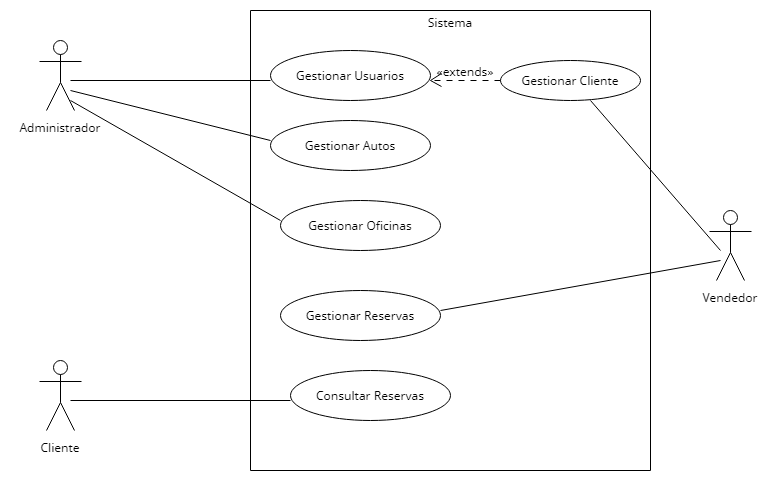 Sistema
Gestionar Usuarios
«extends»
Gestionar Cliente
Administrador
Gestionar Autos
Gestionar Oficinas
Vendedor
Gestionar Reservas
Consultar Reservas
Cliente